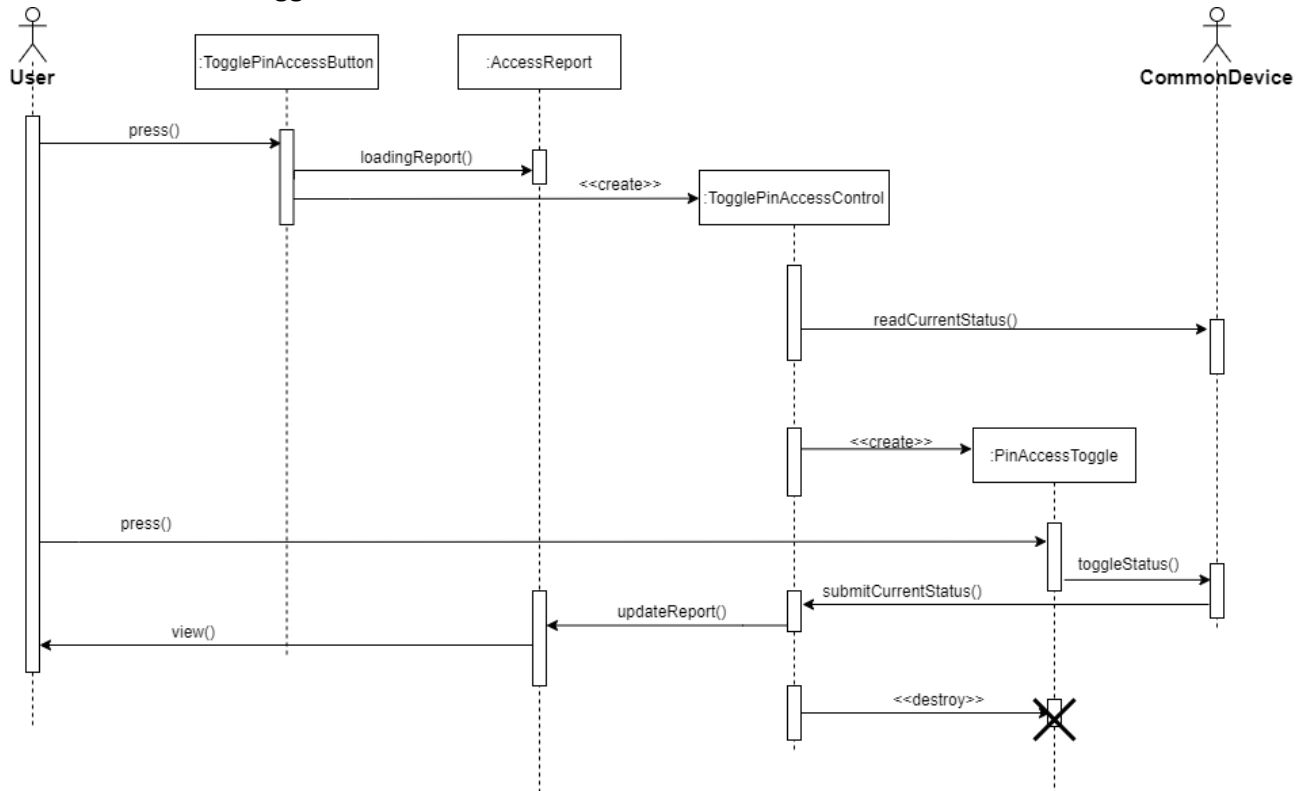 User
:TogglePinAccessButton
:AccessReport
CommonDevice
press()
loadingReport()
<<create>>
:TogglePinAccessControl
readCurrentStatus()
<<create>>
:PinAccessToggle
press()
toggleStatus()
submitCurrentStatus()
updateReport()
view()
<<destroy>>